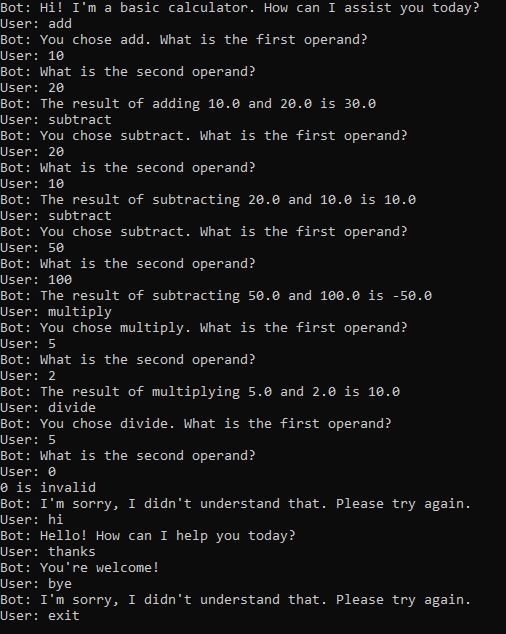 Bot: Hi! I'm a basic calculator. How can I assist you today?
User: add
Bot: You chose add. What is the first operand?
User: 10
Bot: What is the second operand?
User: 20
Bot: The result of adding 10.0 and 20.0 is 30.0
User: subtract
Bot: You chose subtract. What is the first operand?
User: 20
Bot: What is the second operand?
User: 10
Bot: The result of subtracting 20.0 and 10.0 is 10.0
User: subtract
Bot: You chose subtract. What is the first operand?
User: 50
Bot: What is the second operand?
User: 100
Bot: The result of subtracting 50.0 and 100.0 is -50.0
User: multiply
Bot: You chose multiply. What is the first operand?
User: 5
Bot: What is the second operand?
User: 2
Bot: The result of multiplying 5.0 and 2.0 is 10.0
User: divide
Bot: You chose divide. What is the first operand?
User: 5
Bot: What is the second operand?
User: 0
0 is invalid
Bot: I'm sorry, I didn't understand that. Please try again.
User: hi
Bot: Hello! How can I help you today?
User: thanks
Bot: You're welcome!
User: bye
Bot: I'm sorry, I didn't understand that. Please try again.
User: exit